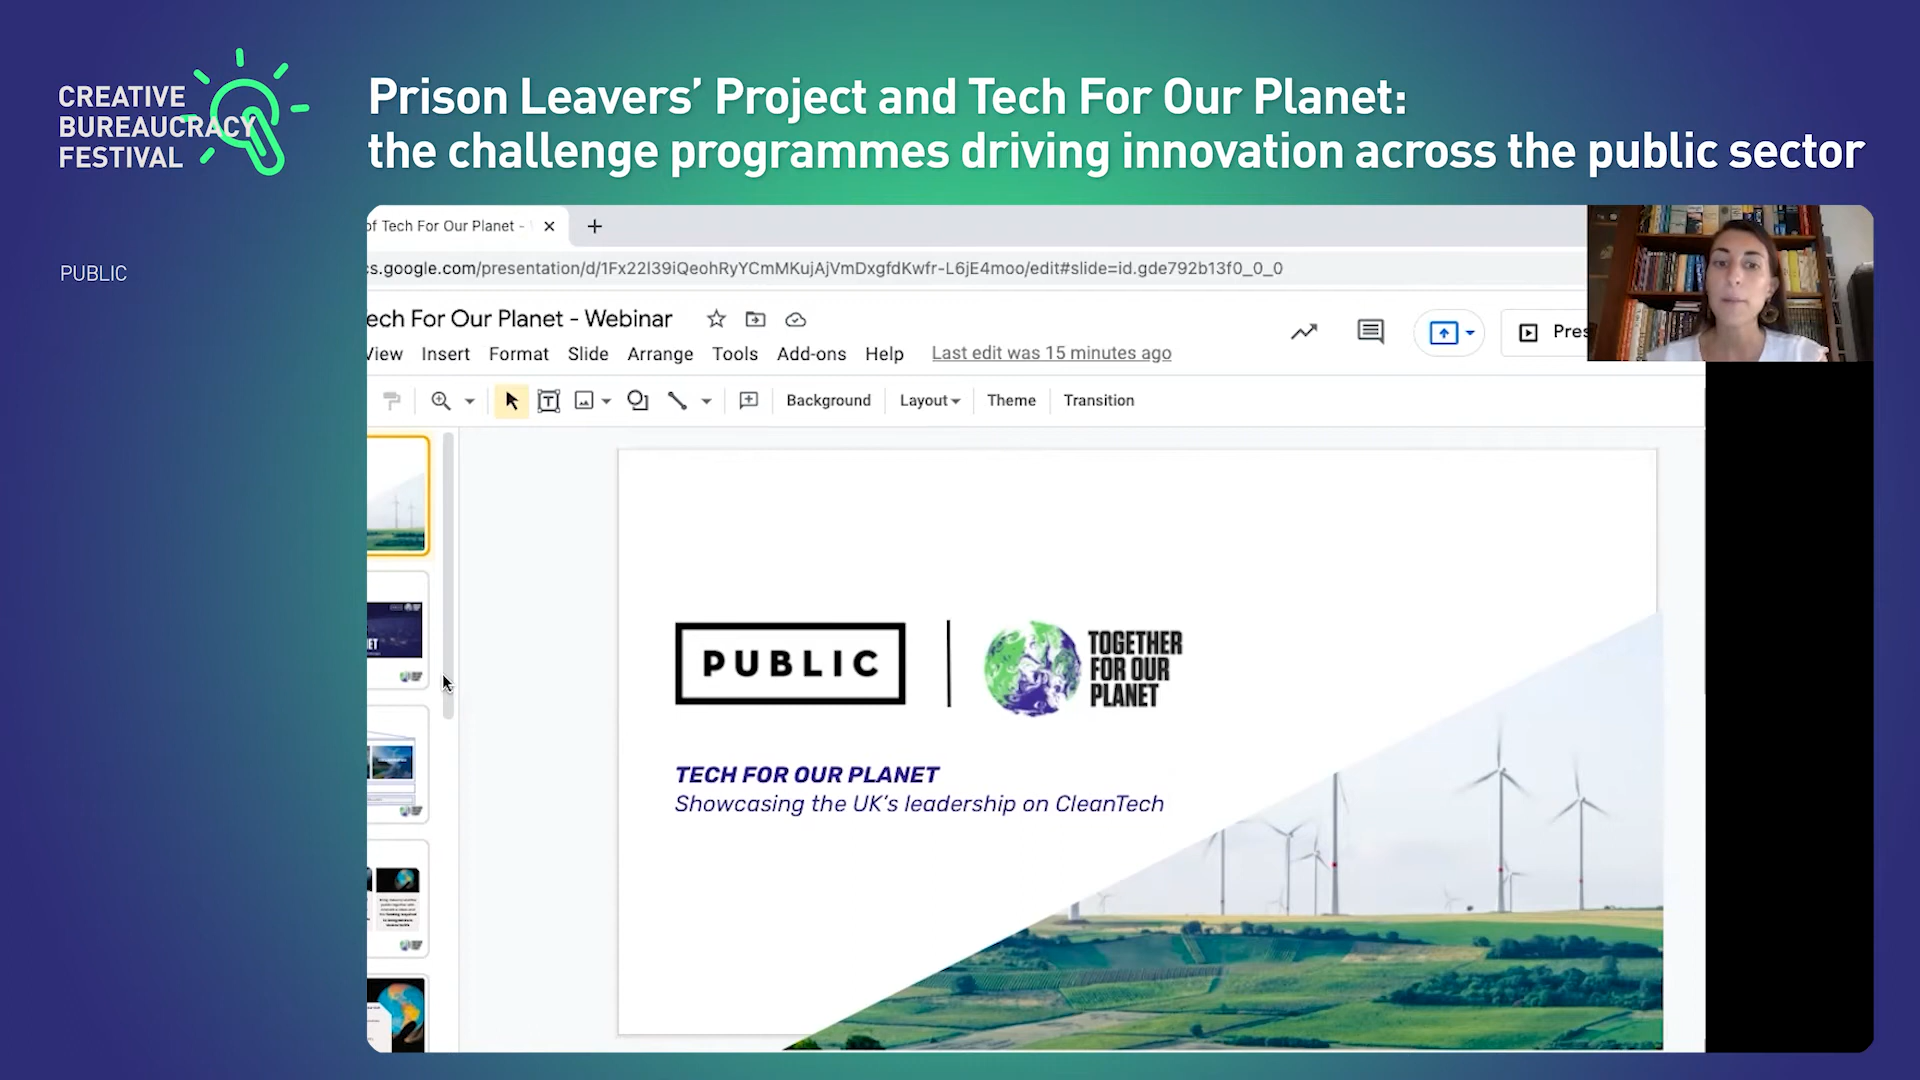 CREATIVE
BUREAUCRACY
FESTIVAL
Prison Leavers' Project and Tech For Our Planet:
the challenge programmes driving innovation across the public sector
PUBLIC
of Tech For Our Planet -
cs.google.com/presentation/d/1Fx22l39iQeohRyYCmMKujAjVmDxgfdKwfr-L6jE4moo/edit#slide=id.gde792b13f0_0_0
ech For Our Planet - Webinar
View Insert Format Slide Arrange Tools Add-ons Help Last edit was 15 minutes ago
Pres
Background Layout Theme Transition
PUBLIC
TOGETHER
FOR OUR
PLANET
TECH FOR OUR PLANET
Showcasing the UK's leadership on CleanTech